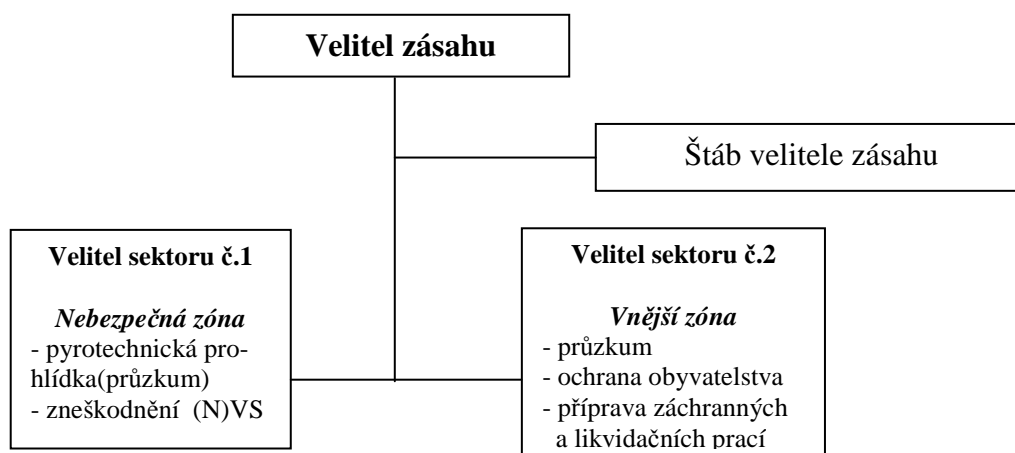 Velitel zásahu
Štáb velitele zásahu
Velitel sektoru č.1
Nebezpečná zóna
- pyrotechnická pro-
hlídka(průzkum)
- zneškodnění (N)VS
Velitel sektoru č.2
Vnější zóna
- průzkum
- ochrana obyvatelstva
- příprava záchranných
a likvidačních prací